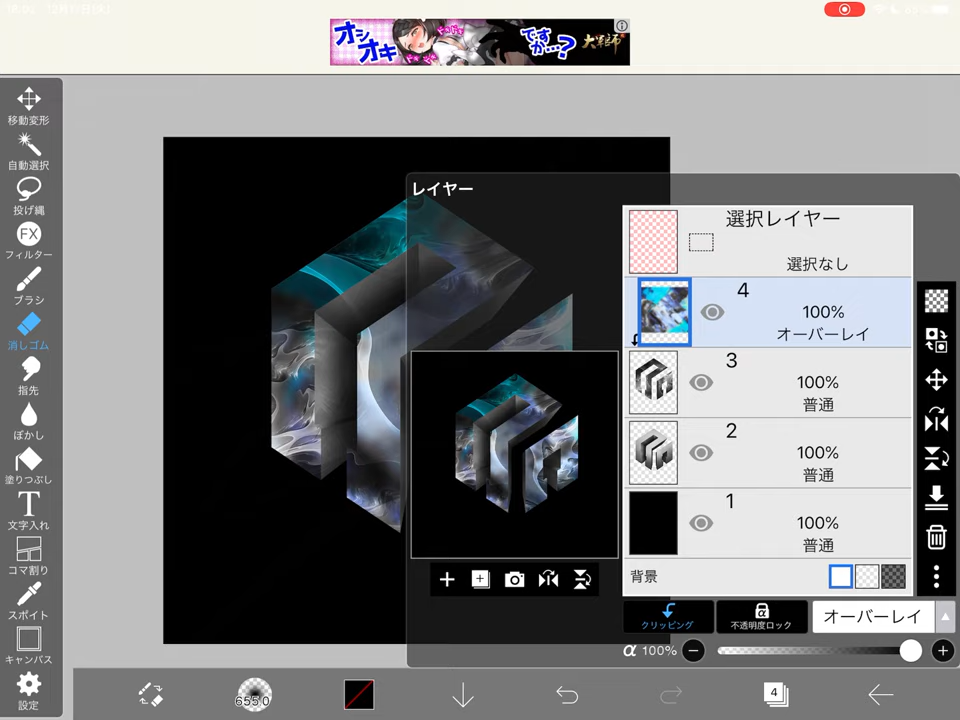 オシオキ
ですか…?
大軍師
移動変形
自動選択
投げ縄
FX
フィルター
ブラシ
消しゴム
指先
ぼかし
塗りつぶし
T
文字入れ
コマ割り
スポイト
キャンバス
設定
レイヤー
選択レイヤー
選択なし
4
100%
オーバーレイ
3
100%
普通
2
100%
普通
1
100%
普通
背景
クリッピング
不透明度ロック
オーバーレイ
α 100%
655.0
4